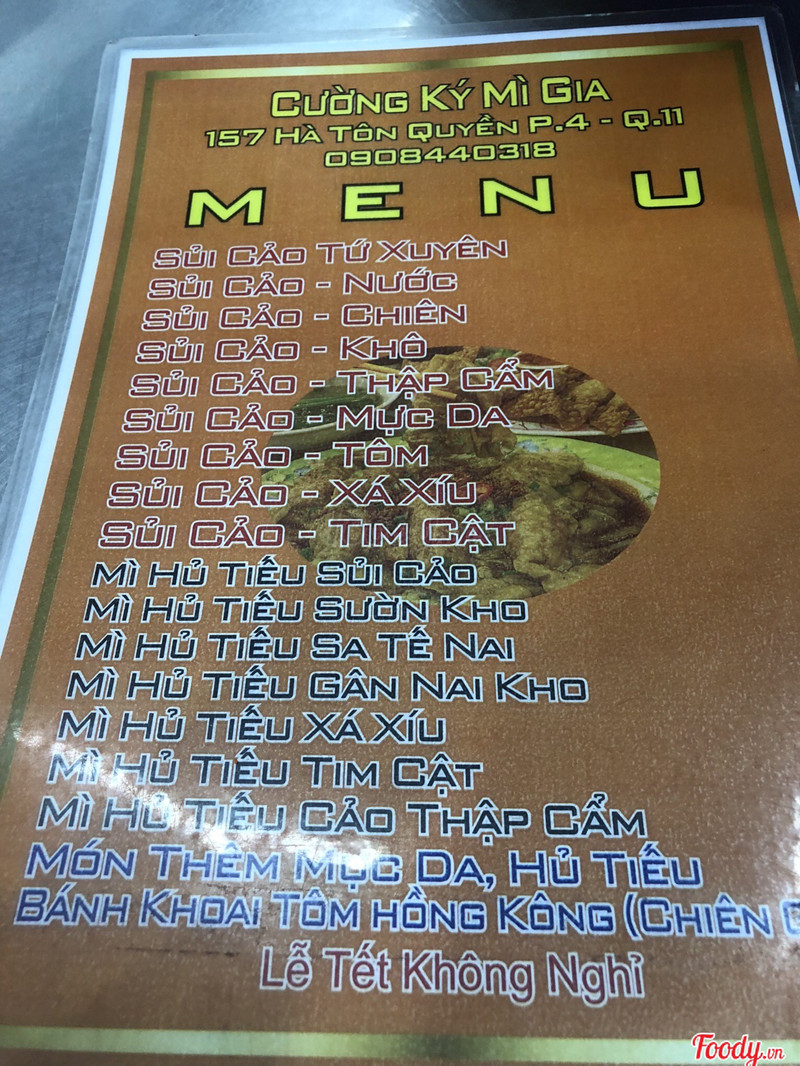 CƯỜNG KÝ MÌ GIA
157 HÀ TÔN QUYỀN P.4 - Q.11
0908440318
MENU
SỦI CẢO TỨ XUYÊN
SỦI CẢO - NƯỚC
SỦI CẢO - CHIÊN
SỦI CẢO - KHÔ
SỦI CẢO - THẬP CẨM
SỦI CẢO - MỰC DA
SỦI CẢO - TÔM
SỦI CẢO - XÁ XÍU
SỦI CẢO - TIM CẬT
MÌ HỦ TIẾU SỦI CẢO
MÌ HỦ TIẾU SƯỜN KHO
MÌ HỦ TIẾU SA TẾ NAI
MÌ HỦ TIẾU GÂN NAI KHO
MÌ HỦ TIẾU XÁ XÍU
MÌ HỦ TIẾU TIM CẬT
MÌ HỦ TIẾU CẢO THẬP CẨM
MÓN THÊM MỰC DA, HỦ TIẾU
BÁNH KHOAI TÔM HỒNG KÔNG (CHIÊN
Lễ Tết Không Nghỉ
Foody.vn